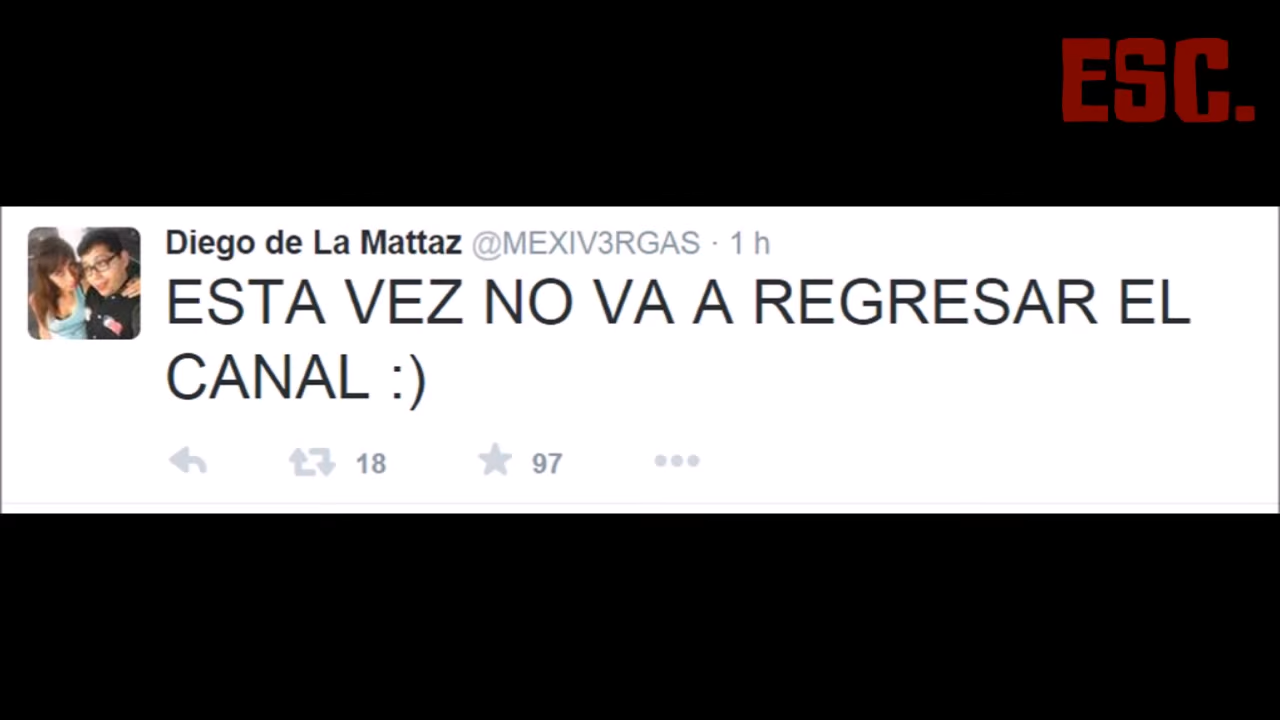 ESC.
Diego de La Mattaz @MEXIV3RGAS · 1 h
ESTA VEZ NO VA A REGRESAR EL
CANAL :)
18 97